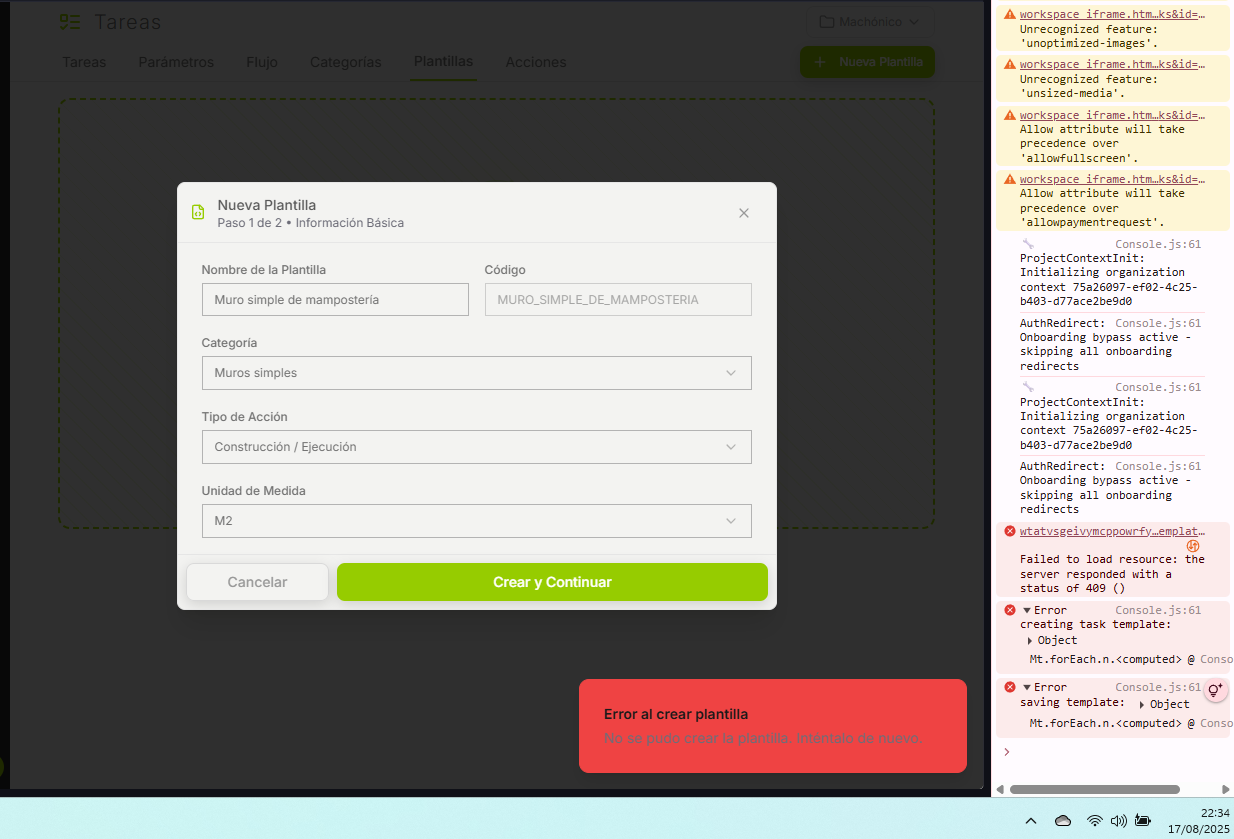 Tareas
Machonico
Tareas
Parámetros
Flujo
Categorías
Plantillas
Acciones
+ Nueva Plantilla
Nueva Plantilla
Paso 1 de 2 • Información Básica
Nombre de la Plantilla
Código
Muro simple de mampostería
MURO_SIMPLE_DE_MAMPOSTERIA
Categoría
Muros simples
Tipo de Acción
Construcción / Ejecución
Unidad de Medida
M2
Cancelar
Crear y Continuar
Error al crear plantilla
No se pudo crear la plantilla. Inténtalo de nuevo.
workspace_iframe.htm…ks&id=…
Unrecognized feature:
'unoptimized-images'.
workspace_iframe.htm…ks&id=…
Unrecognized feature:
'unsized-media'.
workspace_iframe.htm…ks&id=…
Allow attribute will take
precedence over
'allowfullscreen'.
workspace_iframe.htm…ks&id=…
Allow attribute will take
precedence over
'allowpaymentrequest'.
Console.js:61
ProjectContextInit:
Initializing organization
context 75a26097-ef02-4c25-
b403-d77ace2be9d0
AuthRedirect: Console.js:61
Onboarding bypass active -
skipping all onboarding
redirects
Console.js:61
ProjectContextInit:
Initializing organization
context 75a26097-ef02-4c25-
b403-d77ace2be9d0
AuthRedirect: Console.js:61
Onboarding bypass active -
skipping all onboarding
redirects
wtatvsgeivymcppowrfy…emplat…
Failed to load resource: the
server responded with a
status of 409 ()
Error Console.js:61
creating task template:
Object
Mt.forEach.n.<computed> @ Conso
Error Console.js:61
saving template: Object
Mt.forEach.n.<computed> @ Conso
22:34
17/08/2025